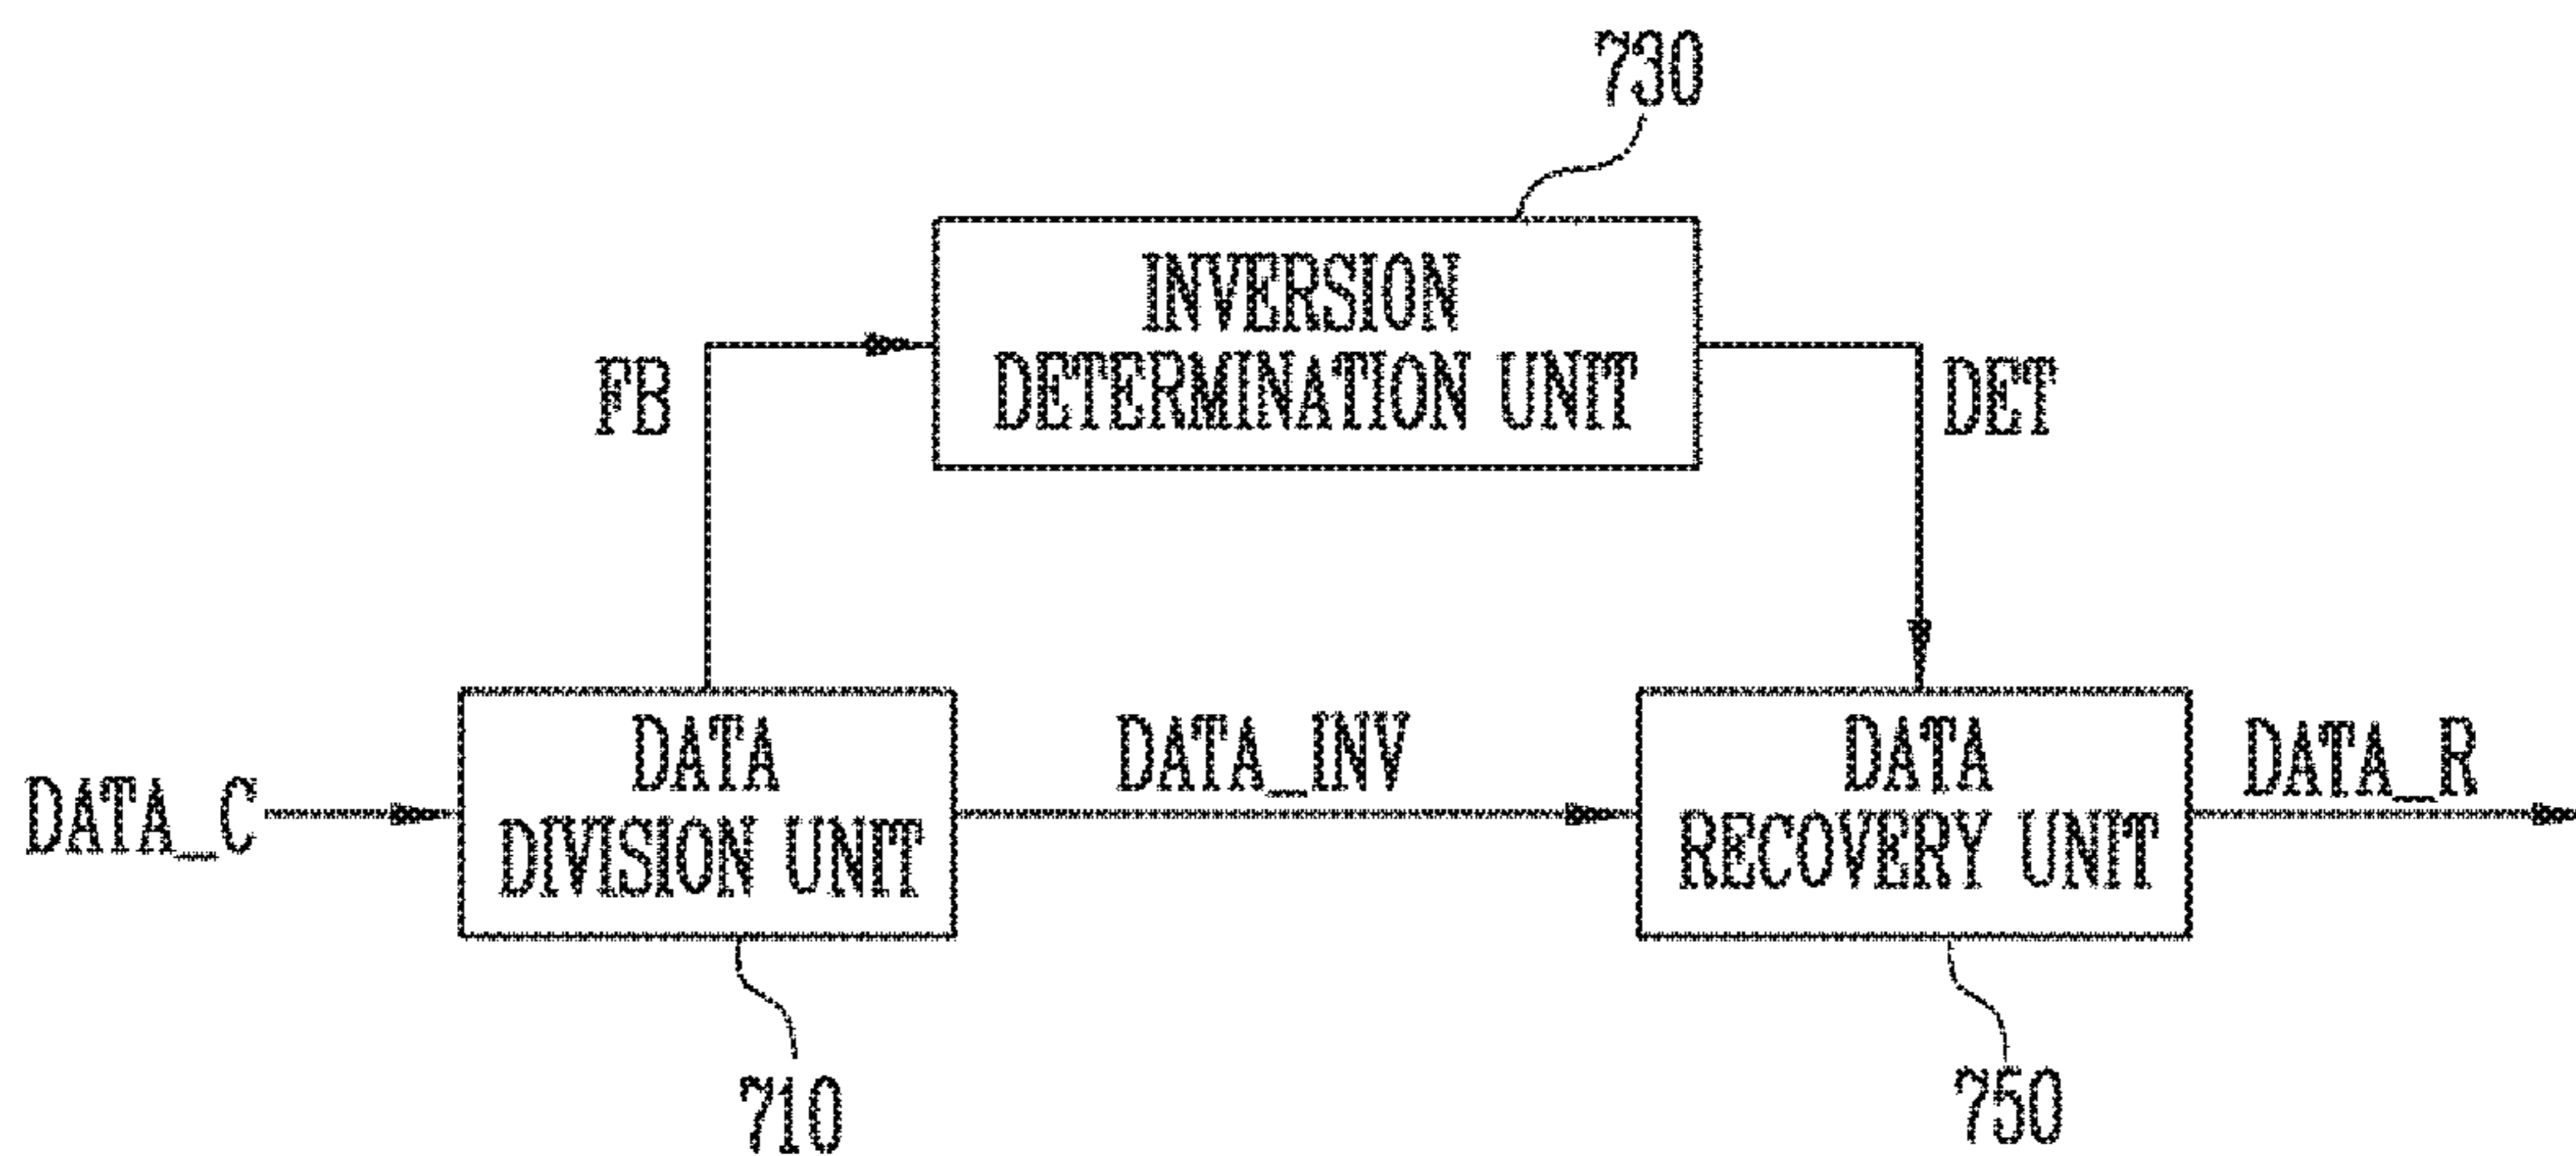 730
INVERSION
DETERMINATION UNIT
FB
DET
DATA_C
DATA
DIVISION UNIT
DATA_INV
DATA
RECOVERY UNIT
DATA_R
710
750